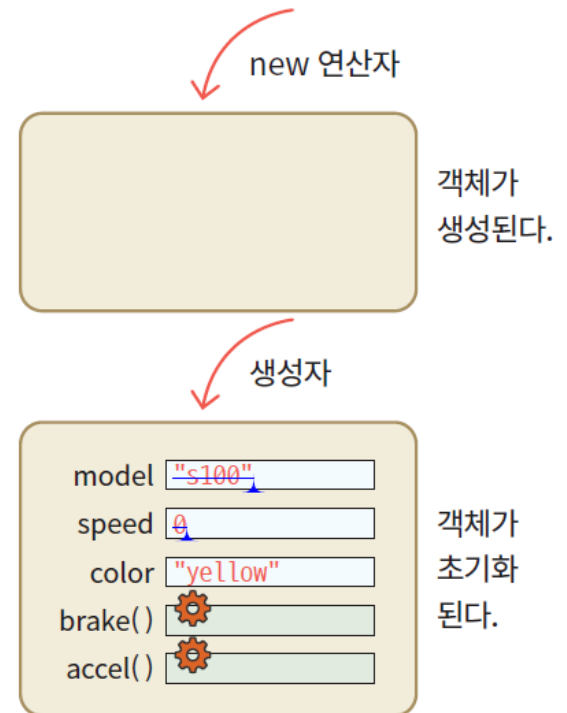 new 연산자
객체가
생성된다.
생성자
model "s100"
speed 0
color "yellow"
brake()
accel()
객체가
초기화
된다.